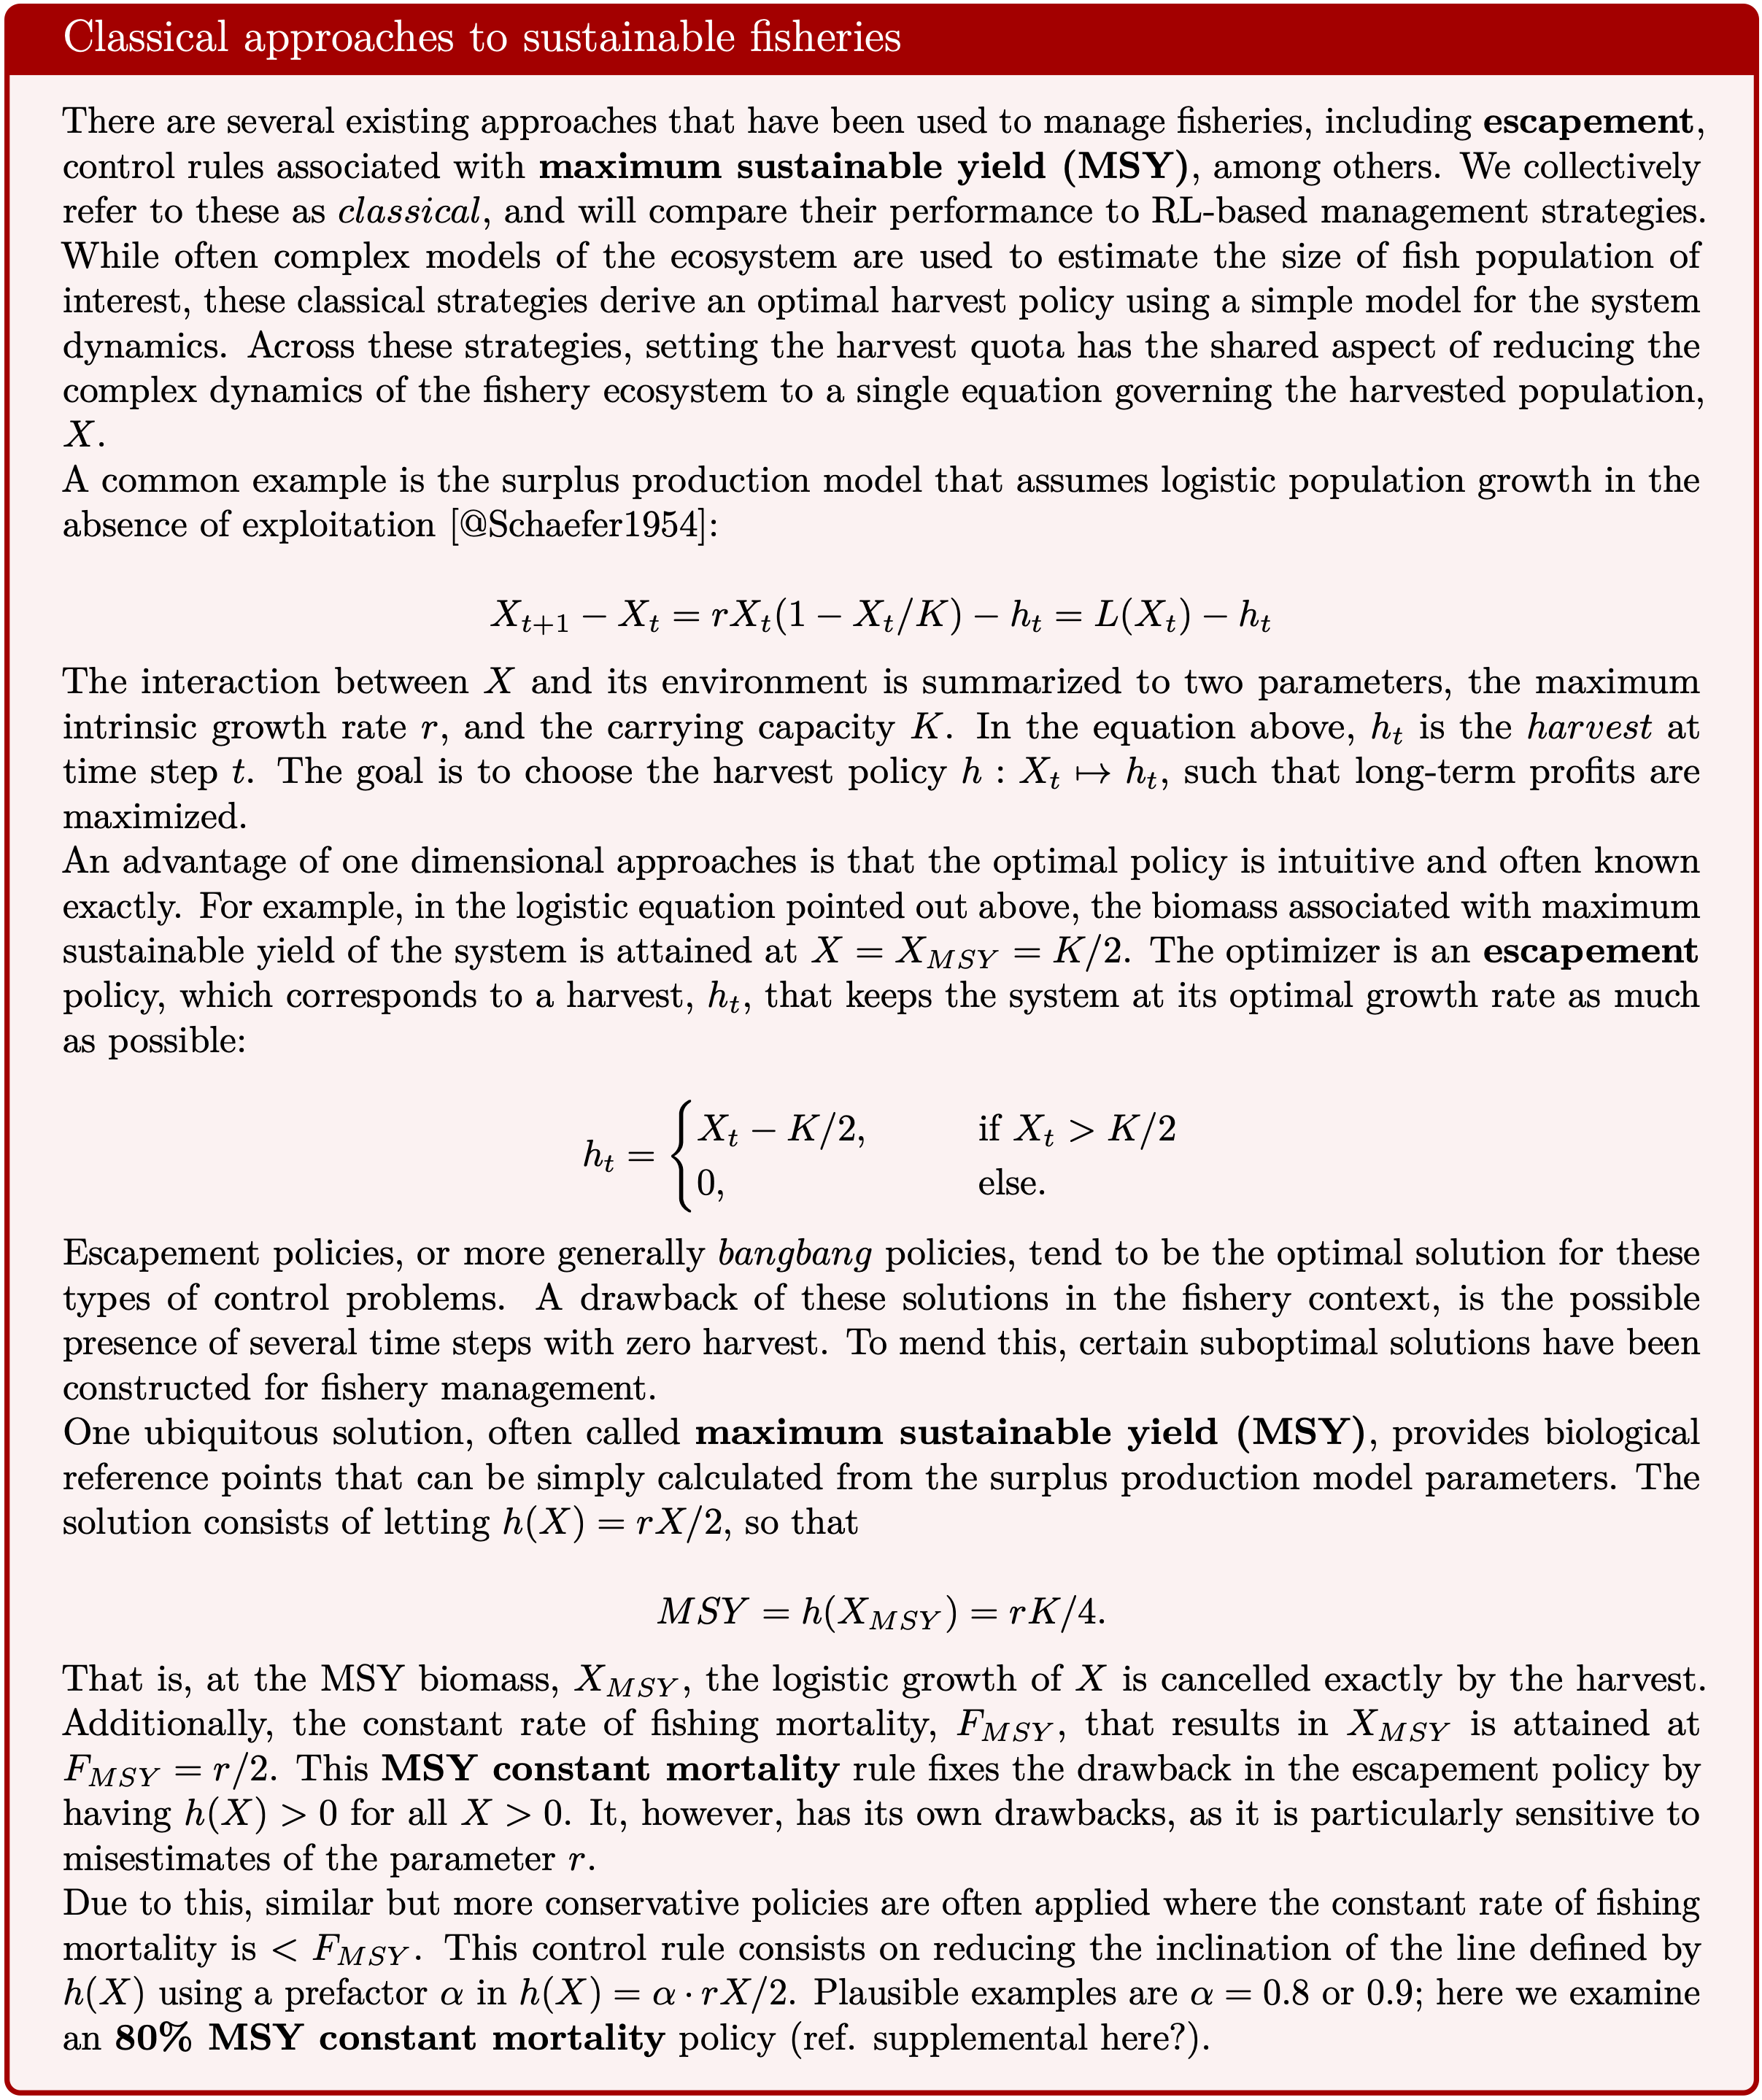 Classical approaches to sustainable fisheries
There are several existing approaches that have been used to manage fisheries, including escapement,
control rules associated with maximum sustainable yield (MSY), among others. We collectively
refer to these as classical, and will compare their performance to RL-based management strategies.
While often complex models of the ecosystem are used to estimate the size of fish population of
interest, these classical strategies derive an optimal harvest policy using a simple model for the system
dynamics. Across these strategies, setting the harvest quota has the shared aspect of reducing the
complex dynamics of the fishery ecosystem to a single equation governing the harvested population,
X.
A common example is the surplus production model that assumes logistic population growth in the
absence of exploitation [@Schaefer1954]:
X_{t+1} − X_t = rX_t(1 − X_t/K) − h_t = L(X_t) − h_t
The interaction between X and its environment is summarized to two parameters, the maximum
intrinsic growth rate r, and the carrying capacity K. In the equation above, h_t is the harvest at
time step t. The goal is to choose the harvest policy h : X_t ↦ h_t, such that long-term profits are
maximized.
An advantage of one dimensional approaches is that the optimal policy is intuitive and often known
exactly. For example, in the logistic equation pointed out above, the biomass associated with maximum
sustainable yield of the system is attained at X = X_{MSY} = K/2. The optimizer is an escapement
policy, which corresponds to a harvest, h_t, that keeps the system at its optimal growth rate as much
as possible:
h_t = { X_t − K/2, if X_t > K/2
0, else.
Escapement policies, or more generally bangbang policies, tend to be the optimal solution for these
types of control problems. A drawback of these solutions in the fishery context, is the possible
presence of several time steps with zero harvest. To mend this, certain suboptimal solutions have been
constructed for fishery management.
One ubiquitous solution, often called maximum sustainable yield (MSY), provides biological
reference points that can be simply calculated from the surplus production model parameters. The
solution consists of letting h(X) = rX/2, so that
MSY = h(X_{MSY}) = rK/4.
That is, at the MSY biomass, X_{MSY}, the logistic growth of X is cancelled exactly by the harvest.
Additionally, the constant rate of fishing mortality, F_{MSY}, that results in X_{MSY} is attained at
F_{MSY} = r/2. This MSY constant mortality rule fixes the drawback in the escapement policy by
having h(X) > 0 for all X > 0. It, however, has its own drawbacks, as it is particularly sensitive to
misestimates of the parameter r.
Due to this, similar but more conservative policies are often applied where the constant rate of fishing
mortality is < F_{MSY}. This control rule consists on reducing the inclination of the line defined by
h(X) using a prefactor α in h(X) = α · rX/2. Plausible examples are α = 0.8 or 0.9; here we examine
an 80% MSY constant mortality policy (ref. supplemental here?).